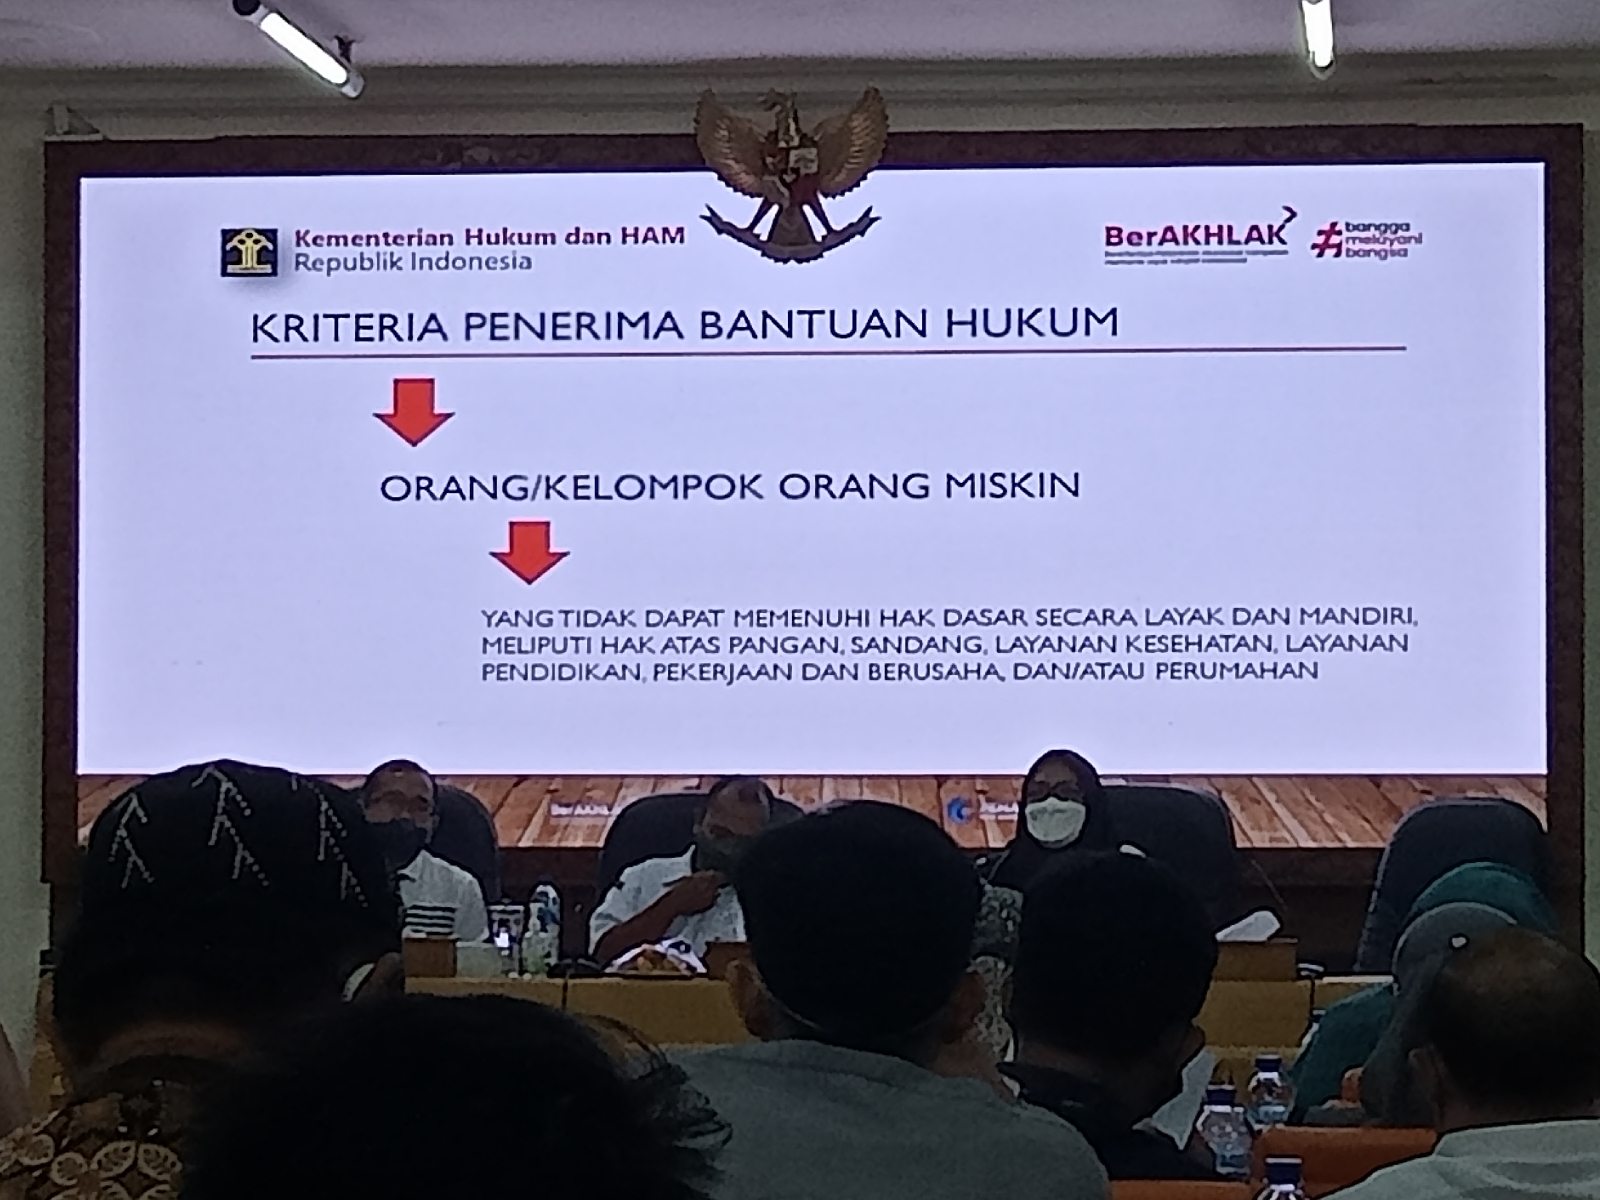 Kementerian Hukum dan HAM
Republik Indonesia
BerAKHLAK
#bangga
melayani
bangsa
KRITERIA PENERIMA BANTUAN HUKUM
ORANG/KELOMPOK ORANG MISKIN
YANG TIDAK DAPAT MEMENUHI HAK DASAR SECARA LAYAK DAN MANDIRI,
MELIPUTI HAK ATAS PANGAN, SANDANG, LAYANAN KESEHATAN, LAYANAN
PENDIDIKAN, PEKERJAAN DAN BERUSAHA, DAN/ATAU PERUMAHAN